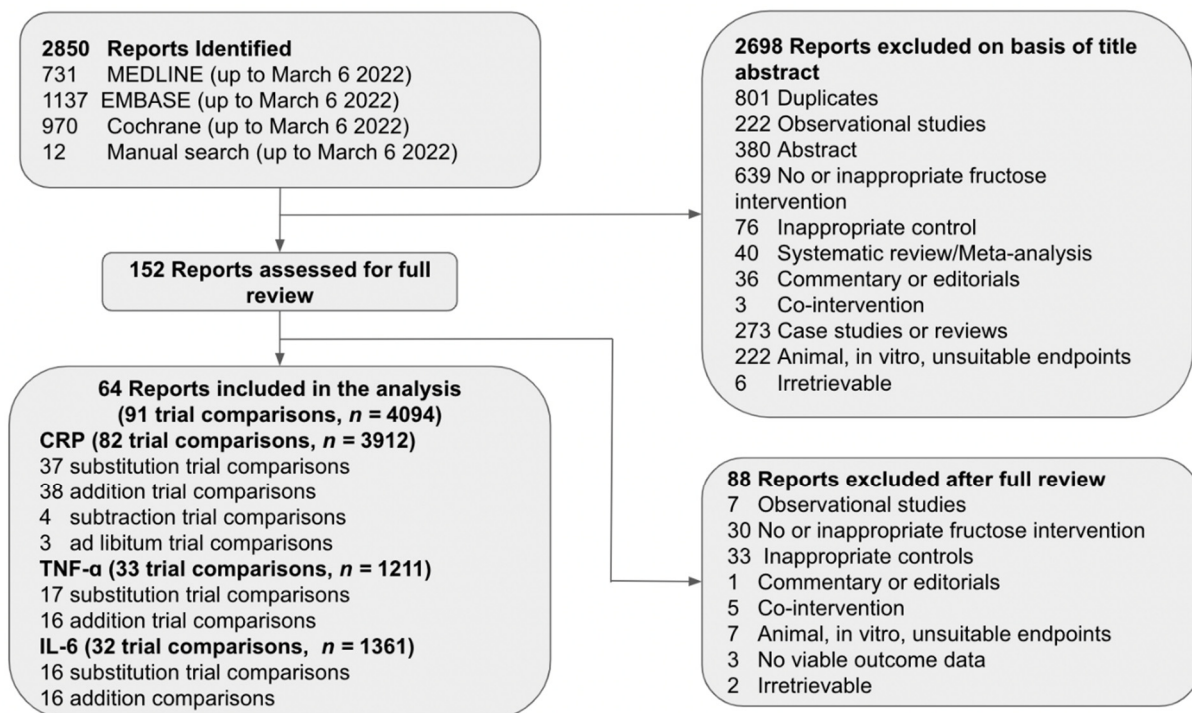 2850 Reports Identified
731 MEDLINE (up to March 6 2022)
1137 EMBASE (up to March 6 2022)
970 Cochrane (up to March 6 2022)
12 Manual search (up to March 6 2022)
2698 Reports excluded on basis of title
abstract
801 Duplicates
222 Observational studies
380 Abstract
639 No or inappropriate fructose
intervention
76 Inappropriate control
40 Systematic review/Meta-analysis
36 Commentary or editorials
3 Co-intervention
273 Case studies or reviews
222 Animal, in vitro, unsuitable endpoints
6 Irretrievable
152 Reports assessed for full
review
64 Reports included in the analysis
(91 trial comparisons, n = 4094)
CRP (82 trial comparisons, n = 3912)
37 substitution trial comparisons
38 addition trial comparisons
4 subtraction trial comparisons
3 ad libitum trial comparisons
TNF-α (33 trial comparisons, n = 1211)
17 substitution trial comparisons
16 addition trial comparisons
IL-6 (32 trial comparisons, n = 1361)
16 substitution trial comparisons
16 addition comparisons
88 Reports excluded after full review
7 Observational studies
30 No or inappropriate fructose intervention
33 Inappropriate controls
1 Commentary or editorials
5 Co-intervention
7 Animal, in vitro, unsuitable endpoints
3 No viable outcome data
2 Irretrievable